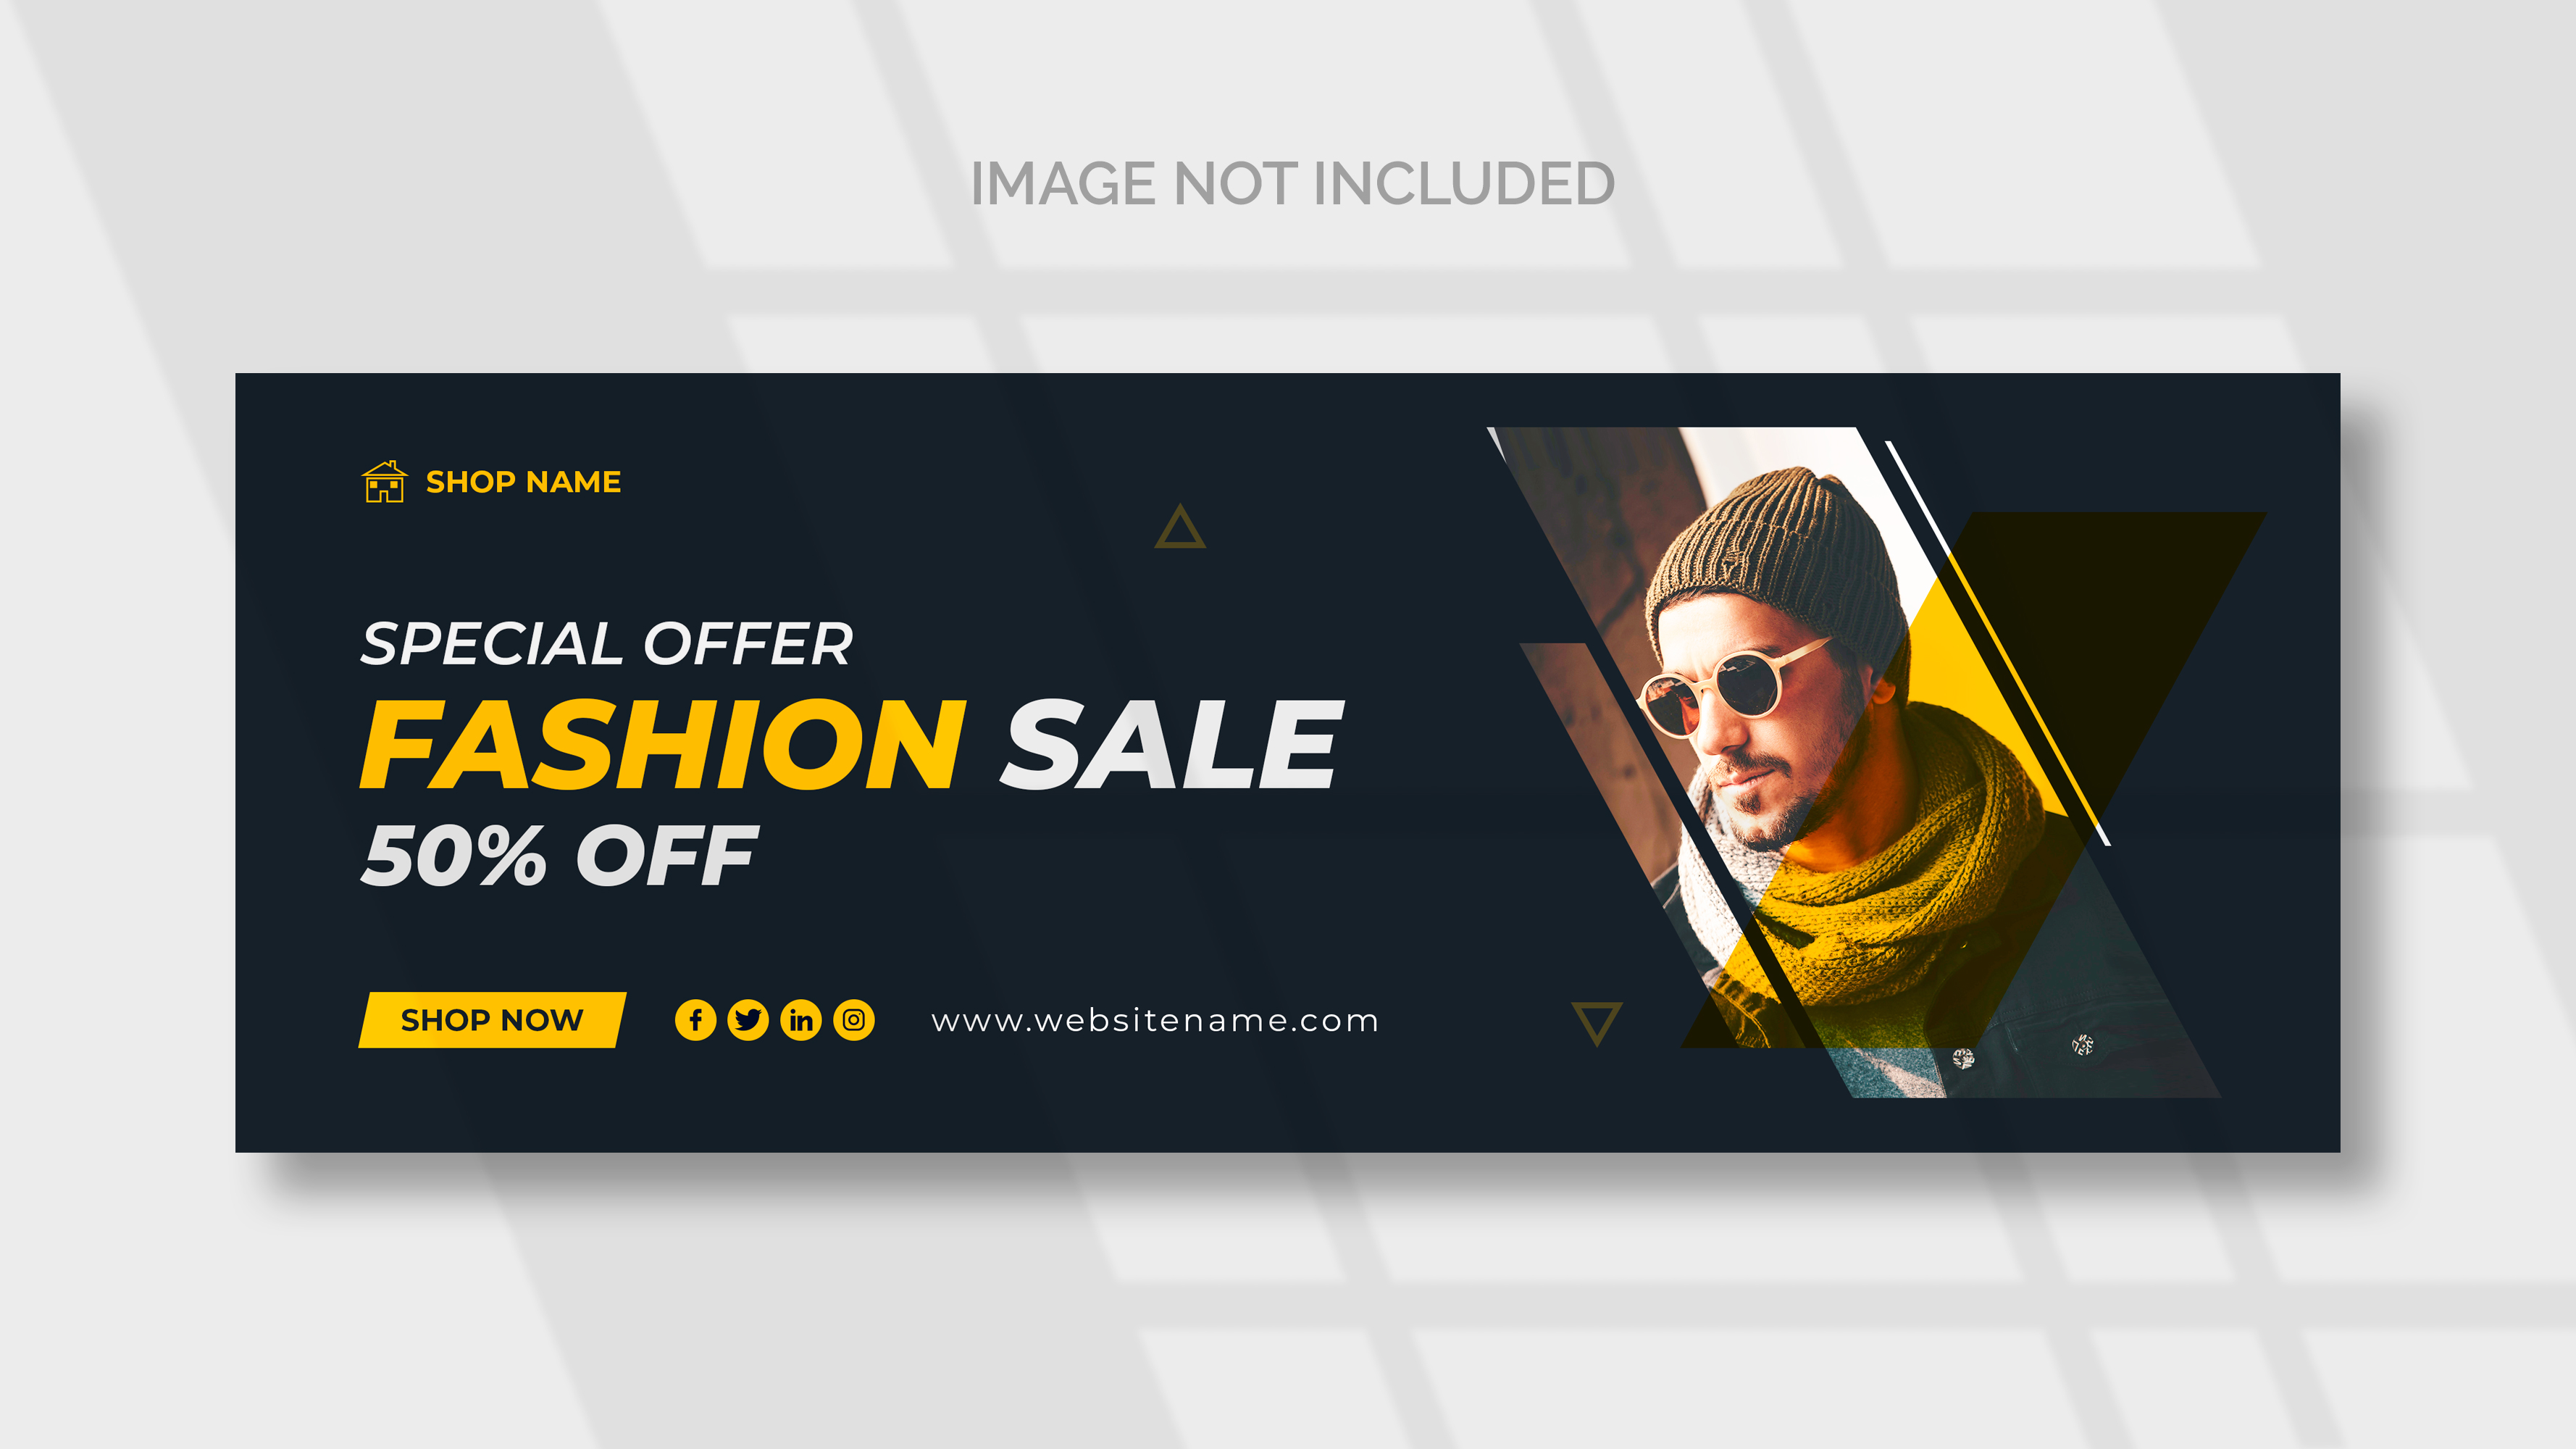 IMAGE NOT INCLUDED
SHOP NAME
SPECIAL OFFER
FASHION SALE
50% OFF
SHOP NOW
www.websitename.com